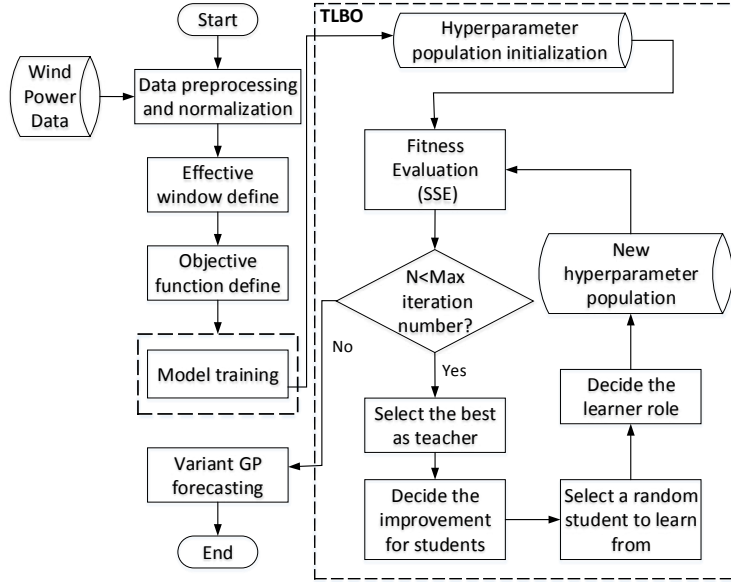 Start
Wind
Power
Data
Data preprocessing
and normalization
Effective
window define
Objective
function define
Model training
Variant GP
forecasting
End
TLBO
Hyperparameter
population initialization
Fitness
Evaluation
(SSE)
N<Max
iteration
number?
No
Yes
Select the best
as teacher
Decide the
improvement
for students
Select a random
student to learn
from
Decide the
learner role
New
hyperparameter
population